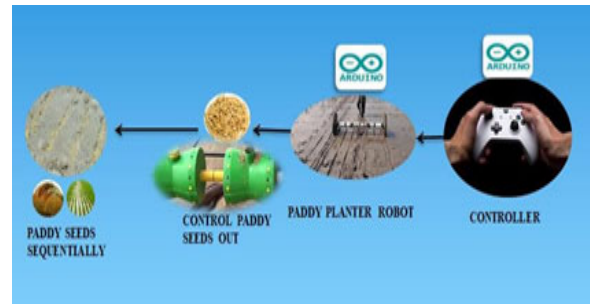 ARDUINO
ARDUINO
PADDY SEEDS
SEQUENTIALLY
CONTROL PADDY
SEEDS OUT
PADDY PLANTER ROBOT
CONTROLLER